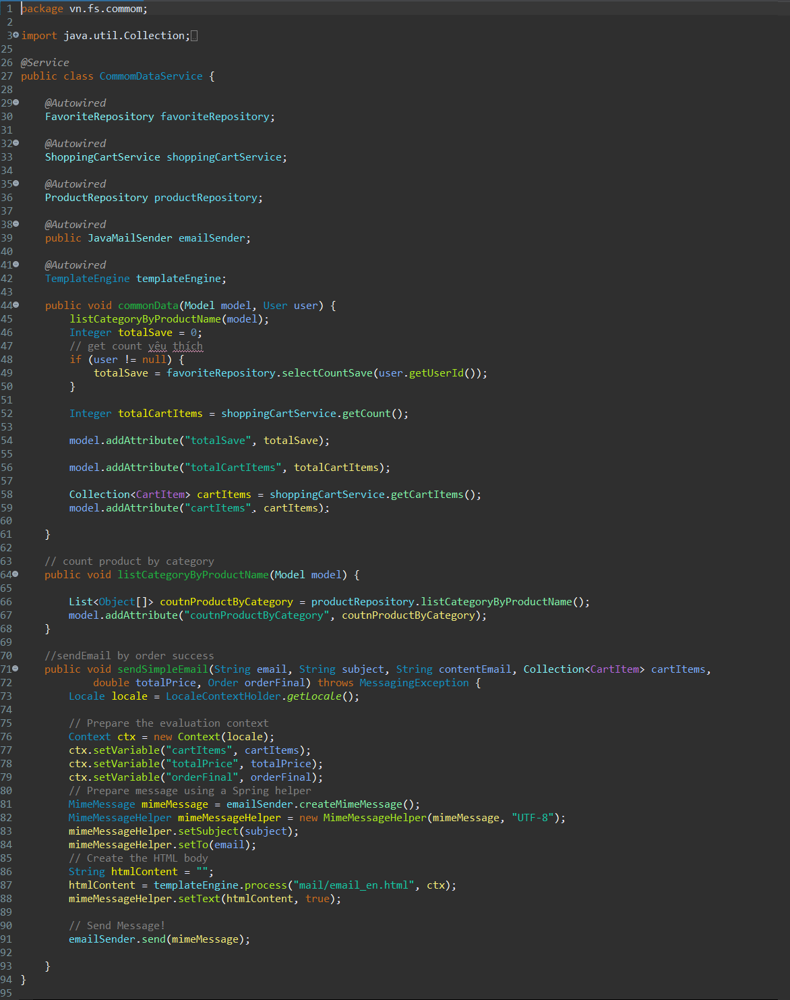 1 package vn.fs.commom;
2
3 import java.util.Collection;
25
26 @Service
27 public class CommomDataService {
28
29 @Autowired
30 FavoriteRepository favoriteRepository;
31
32 @Autowired
33 ShoppingCartService shoppingCartService;
34
35 @Autowired
36 ProductRepository productRepository;
37
38 @Autowired
39 public JavaMailSender emailSender;
40
41 @Autowired
42 TemplateEngine templateEngine;
43
44 public void commonData(Model model, User user) {
45 listCategoryByProductName(model);
46 Integer totalSave = 0;
47 // get count yêu thích
48 if (user != null) {
49 totalSave = favoriteRepository.selectCountSave(user.getUserId());
50 }
51
52 Integer totalCartItems = shoppingCartService.getCount();
53
54 model.addAttribute("totalSave", totalSave);
55
56 model.addAttribute("totalCartItems", totalCartItems);
57
58 Collection<CartItem> cartItems = shoppingCartService.getCartItems();
59 model.addAttribute("cartItems", cartItems);
60
61 }
62
63 // count product by category
64 public void listCategoryByProductName(Model model) {
65
66 List<Object[]> coutnProductByCategory = productRepository.listCategoryByProductName();
67 model.addAttribute("coutnProductByCategory", coutnProductByCategory);
68 }
69
70 //sendEmail by order success
71 public void sendSimpleEmail(String email, String subject, String contentEmail, Collection<CartItem> cartItems,
72 double totalPrice, Order orderFinal) throws MessagingException {
73 Locale locale = LocaleContextHolder.getLocale();
74
75 // Prepare the evaluation context
76 Context ctx = new Context(locale);
77 ctx.setVariable("cartItems", cartItems);
78 ctx.setVariable("totalPrice", totalPrice);
79 ctx.setVariable("orderFinal", orderFinal);
80 // Prepare message using a Spring helper
81 MimeMessage mimeMessage = emailSender.createMimeMessage();
82 MimeMessageHelper mimeMessageHelper = new MimeMessageHelper(mimeMessage, "UTF-8");
83 mimeMessageHelper.setSubject(subject);
84 mimeMessageHelper.setTo(email);
85 // Create the HTML body
86 String htmlContent = "";
87 htmlContent = templateEngine.process("mail/email_en.html", ctx);
88 mimeMessageHelper.setText(htmlContent, true);
89
90 // Send Message!
91 emailSender.send(mimeMessage);
92
93 }
94 }
95